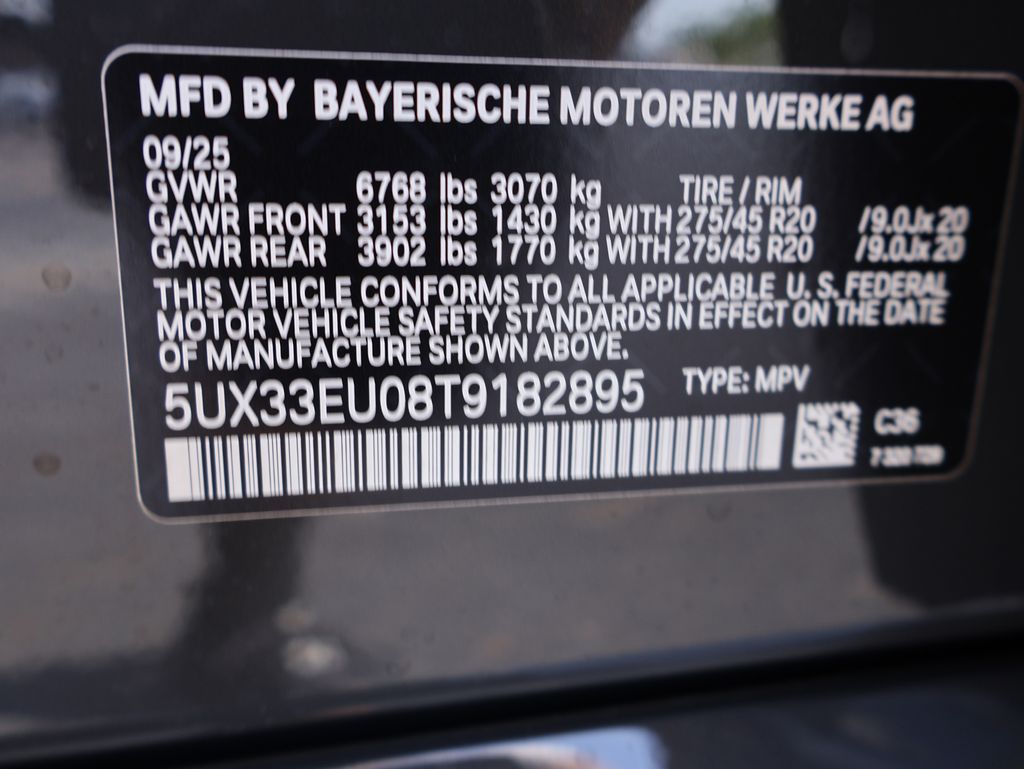 MFD BY BAYERISCHE MOTOREN WERKE AG
09/25
GVWR 6768 lbs 3070 kg TIRE / RIM
GAWR FRONT 3153 lbs 1430 kg WITH 275/45 R20 /9.0Jx20
GAWR REAR 3902 lbs 1770 kg WITH 275/45 R20 /9.0Jx20
THIS VEHICLE CONFORMS TO ALL APPLICABLE U. S. FEDERAL
MOTOR VEHICLE SAFETY STANDARDS IN EFFECT ON THE DATE
OF MANUFACTURE SHOWN ABOVE.
5UX33EU08T9182895 TYPE: MPV
C36